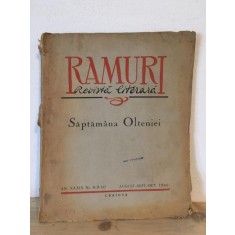 RAMURI
Revistă literară
Săptămâna Olteniei
CRAIOVA